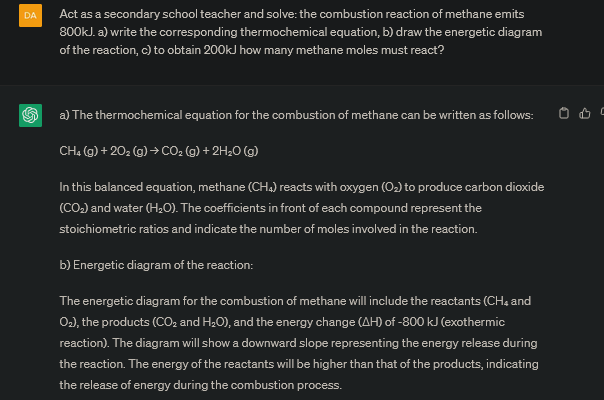 DA
Act as a secondary school teacher and solve: the combustion reaction of methane emits
800kJ. a) write the corresponding thermochemical equation, b) draw the energetic diagram
of the reaction, c) to obtain 200kJ how many methane moles must react?
a) The thermochemical equation for the combustion of methane can be written as follows:
CH₄ (g) + 2O₂ (g) → CO₂ (g) + 2H₂O (g)
In this balanced equation, methane (CH₄) reacts with oxygen (O₂) to produce carbon dioxide
(CO₂) and water (H₂O). The coefficients in front of each compound represent the
stoichiometric ratios and indicate the number of moles involved in the reaction.
b) Energetic diagram of the reaction:
The energetic diagram for the combustion of methane will include the reactants (CH₄ and
O₂), the products (CO₂ and H₂O), and the energy change (ΔH) of -800 kJ (exothermic
reaction). The diagram will show a downward slope representing the energy release during
the reaction. The energy of the reactants will be higher than that of the products, indicating
the release of energy during the combustion process.